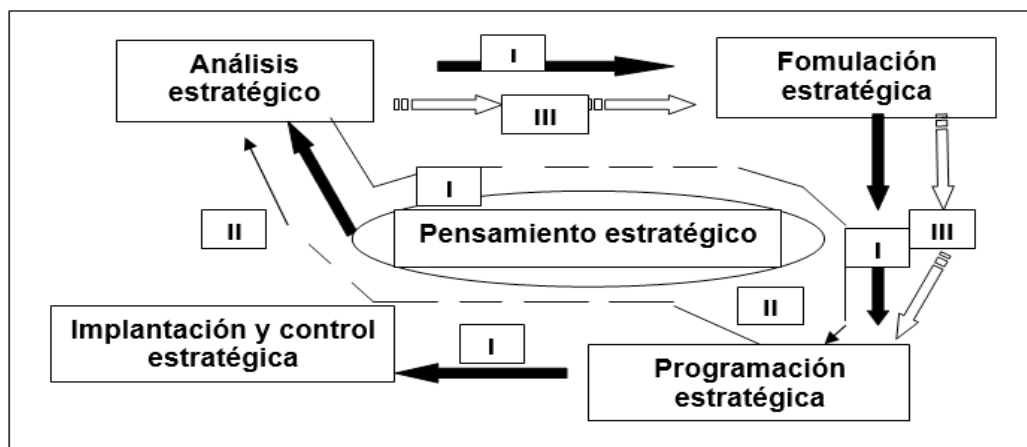 Análisis
estratégico
I
III
Fomulación
estratégica
I
Pensamiento estratégico
II
I
III
II
Implantación y control
estratégica
I
Programación
estratégica